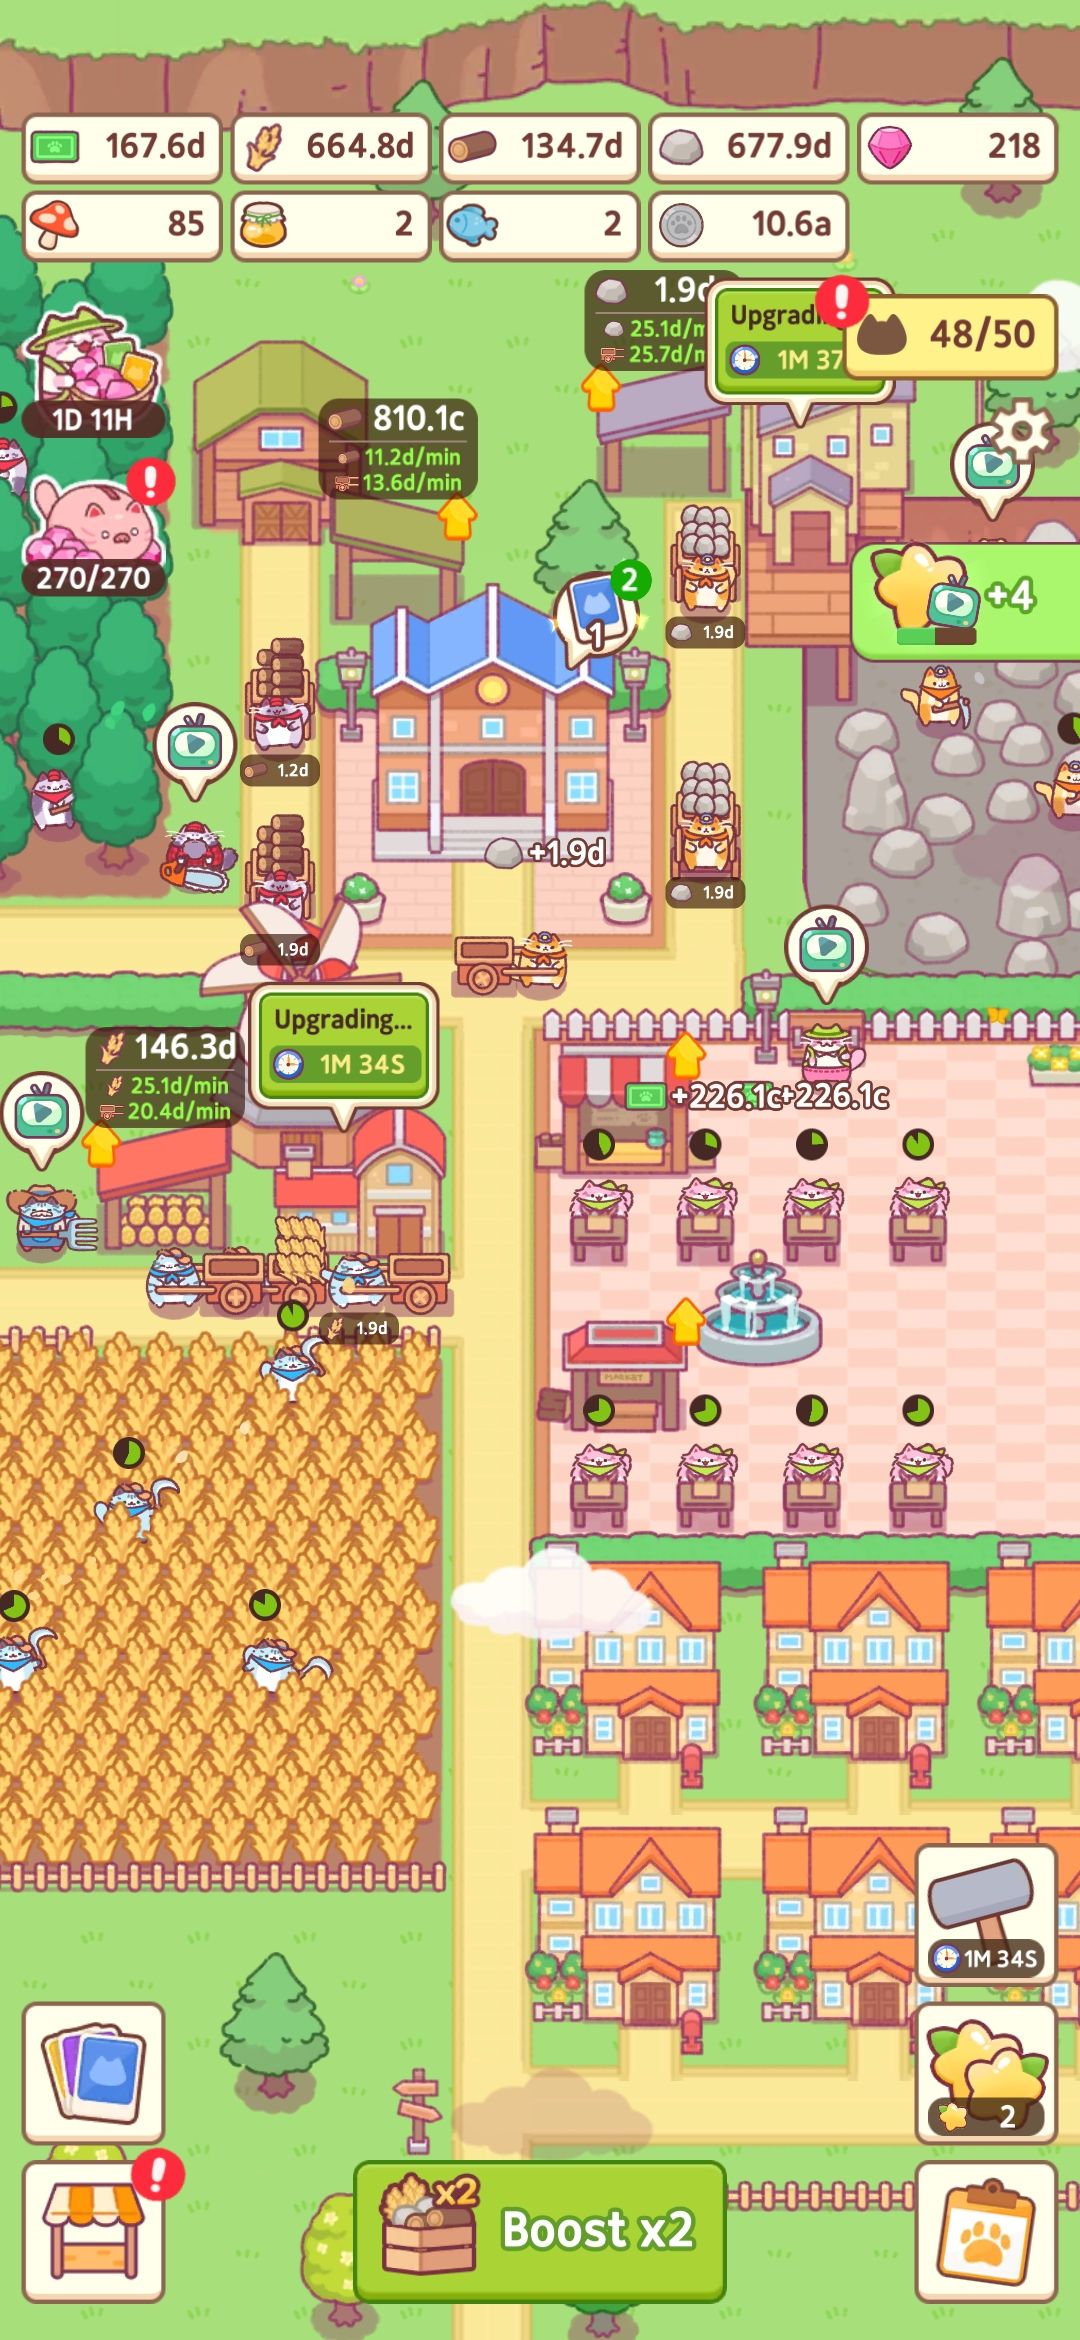 167.6d
664.8d
134.7d
677.9d
218
85
2
2
10.6a
1.9d
25.1d/m
25.7d/m
Upgradi
1M 37
48/50
1D 11H
810.1c
11.2d/min
13.6d/min
270/270
2
1
1.9d
+4
1.2d
+1.9d
1.9d
1.9d
Upgrading...
1M 34S
146.3d
25.1d/min
20.4d/min
+226.1c
+226.1c
1.9d
MARKET
1M 34S
2
x2
Boost x2